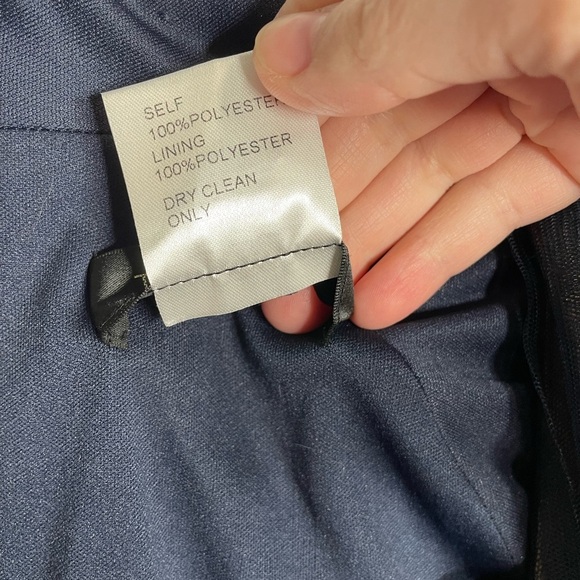 SELF
100%POLYESTER
LINING
100%POLYESTER
DRY CLEAN
ONLY